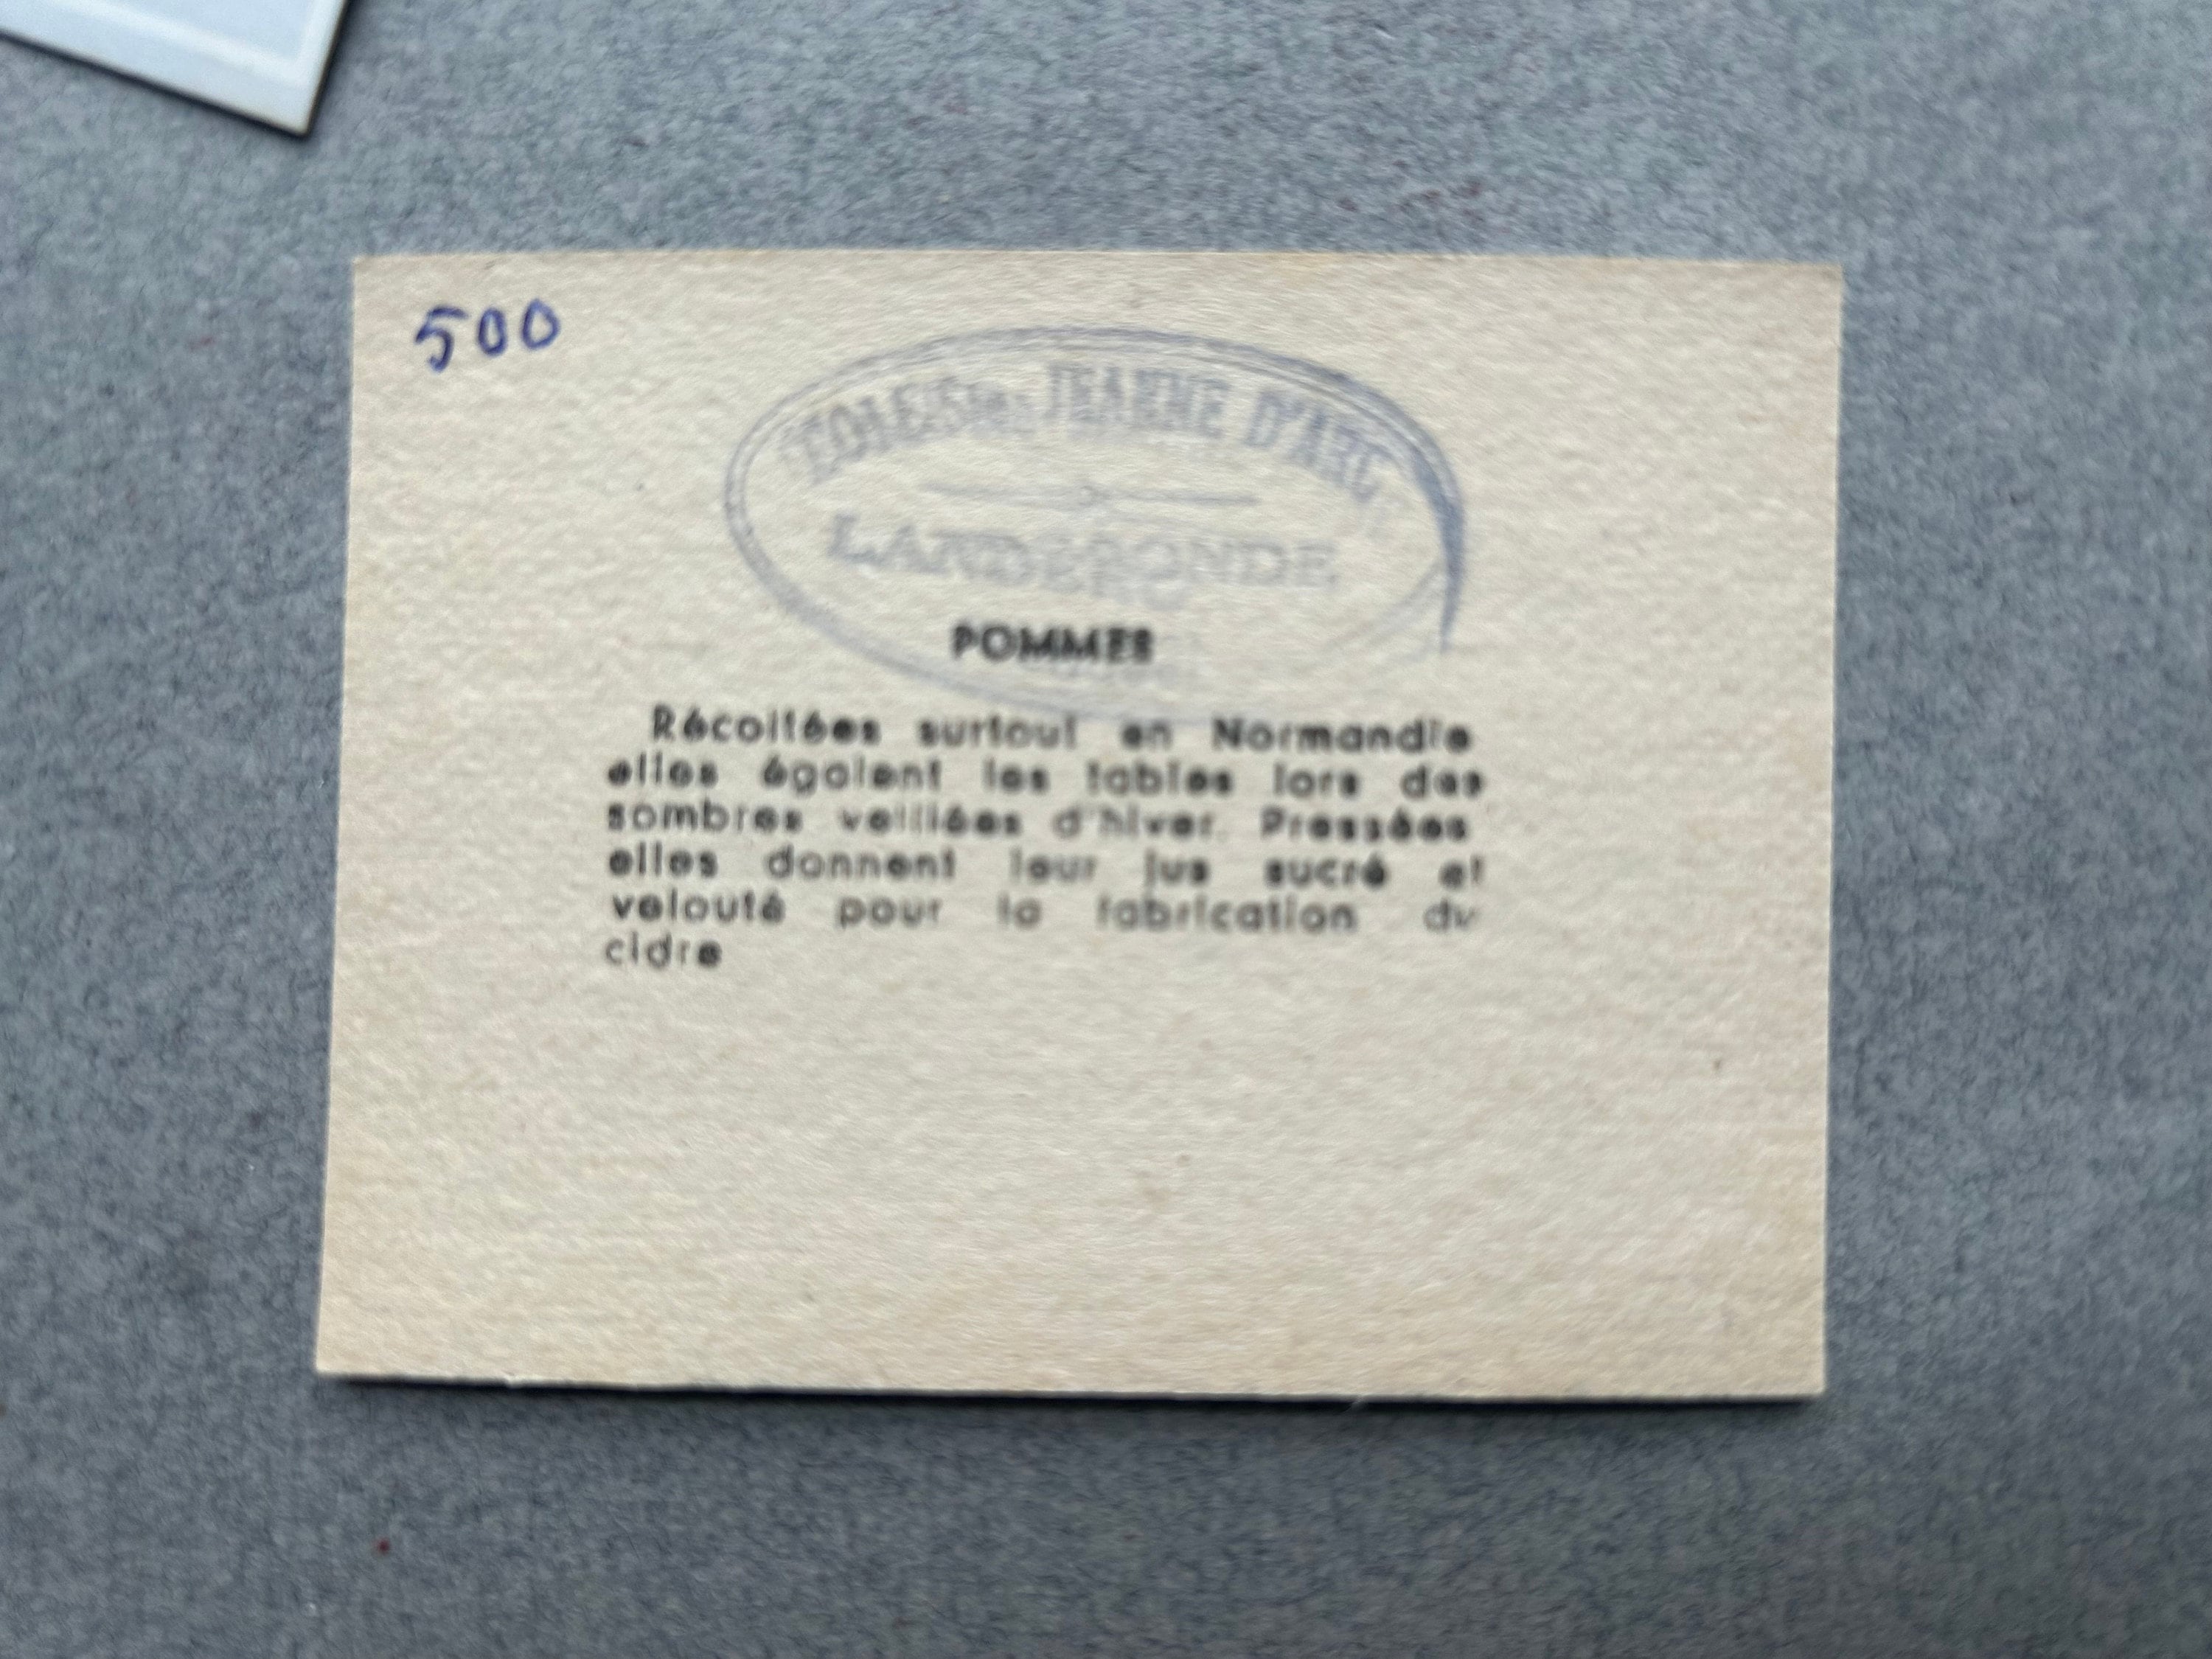 500
ECOLE Ste JEANNE D'ARC
LANDERONDE
POMMES
Récoltées surtout en Normandie
elles égaient les tables lors des
sombres veillées d'hiver. Pressées
elles donnent leur jus sucré et
velouté pour la fabrication du
cidre